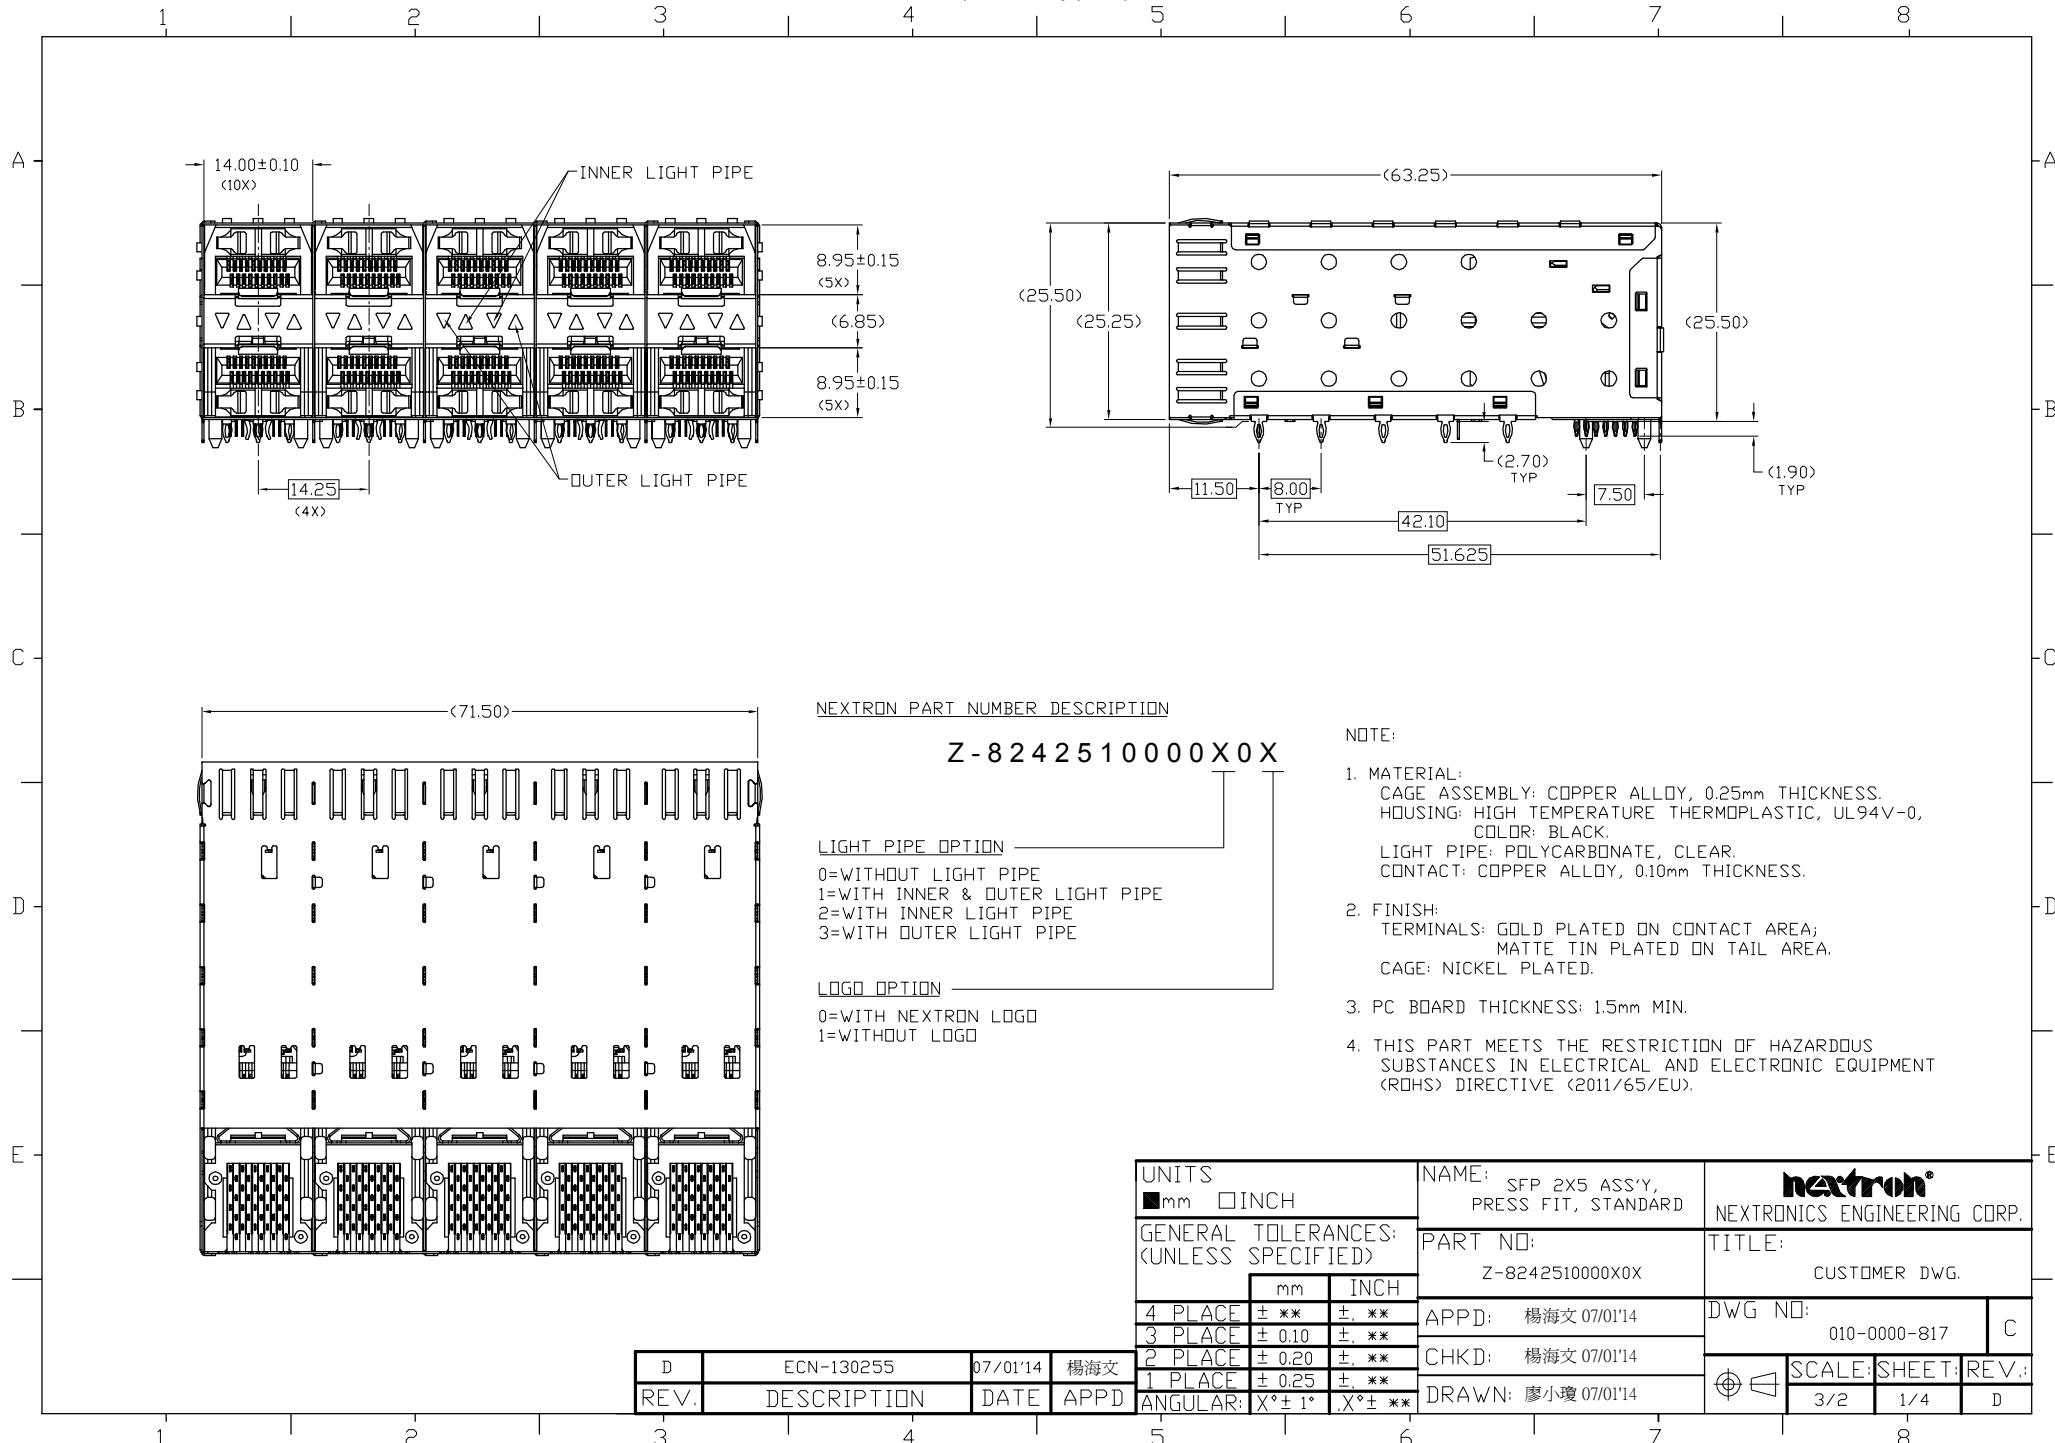 1 2 3 4 5 6 7 8
A
B
C
D
E
A
B
C
D
E
14.00±0.10
(10X)
INNER LIGHT PIPE
8.95±0.15
(5X)
(6.85)
8.95±0.15
(5X)
OUTER LIGHT PIPE
14.25
(4X)
(63.25)
(25.50)
(25.25)
(25.50)
(2.70)
TYP
(1.90)
TYP
11.50
8.00
TYP
7.50
42.10
51.625
(71.50)
NEXTRON PART NUMBER DESCRIPTION
Z-8242510000X0X
LIGHT PIPE OPTION
0=WITHOUT LIGHT PIPE
1=WITH INNER & OUTER LIGHT PIPE
2=WITH INNER LIGHT PIPE
3=WITH OUTER LIGHT PIPE
LOGO OPTION
0=WITH NEXTRON LOGO
1=WITHOUT LOGO
NOTE:
1. MATERIAL:
CAGE ASSEMBLY: COPPER ALLOY, 0.25mm THICKNESS.
HOUSING: HIGH TEMPERATURE THERMOPLASTIC, UL94V-0,
COLOR: BLACK.
LIGHT PIPE: POLYCARBONATE, CLEAR.
CONTACT: COPPER ALLOY, 0.10mm THICKNESS.
2. FINISH:
TERMINALS: GOLD PLATED ON CONTACT AREA;
MATTE TIN PLATED ON TAIL AREA.
CAGE: NICKEL PLATED.
3. PC BOARD THICKNESS: 1.5mm MIN.
4. THIS PART MEETS THE RESTRICTION OF HAZARDOUS
SUBSTANCES IN ELECTRICAL AND ELECTRONIC EQUIPMENT
(ROHS) DIRECTIVE (2011/65/EU).
UNITS
■mm □INCH
GENERAL TOLERANCES:
(UNLESS SPECIFIED)
mm INCH
4 PLACE ± ** ±. **
3 PLACE ± 0.10 ±. **
2 PLACE ± 0.20 ±. **
1 PLACE ± 0.25 ±. **
ANGULAR: X°± 1° .X°± **
NAME: SFP 2X5 ASS'Y,
PRESS FIT, STANDARD
PART NO:
Z-8242510000X0X
APPD: 楊海文 07/01'14
CHKD: 楊海文 07/01'14
DRAWN: 廖小瓊 07/01'14
nextron®
NEXTRONICS ENGINEERING CORP.
TITLE:
CUSTOMER DWG.
DWG NO:
010-0000-817 C
SCALE: SHEET: REV.:
3/2 1/4 D
D ECN-130255 07/01'14 楊海文
REV. DESCRIPTION DATE APPD
1 2 3 4 5 6 7 8